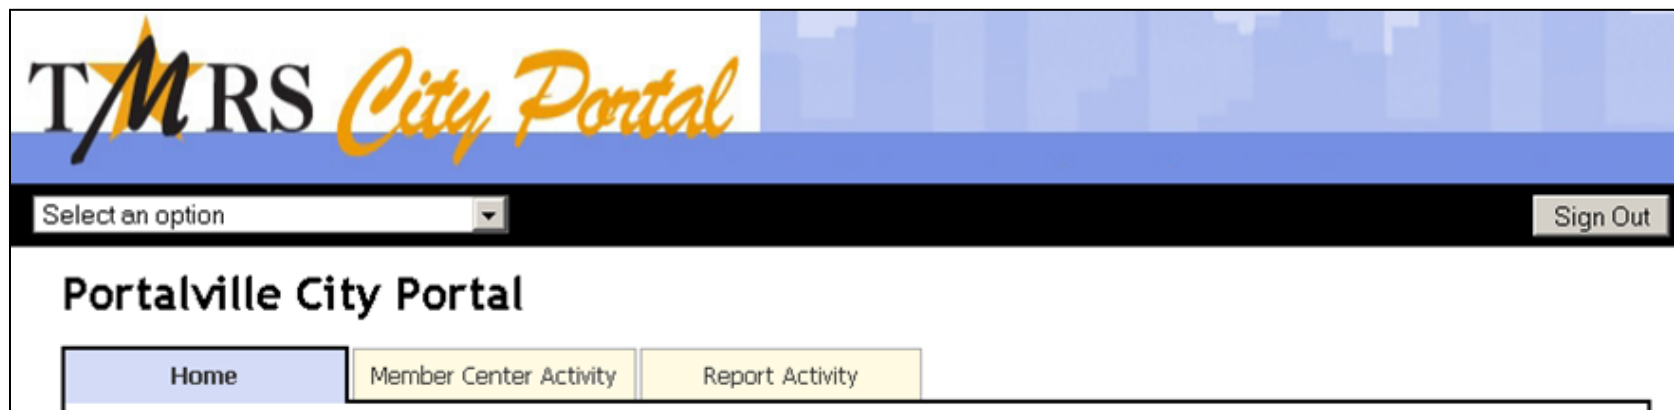 TMRS City Portal
Select an option Sign Out
Portalville City Portal
Home Member Center Activity Report Activity